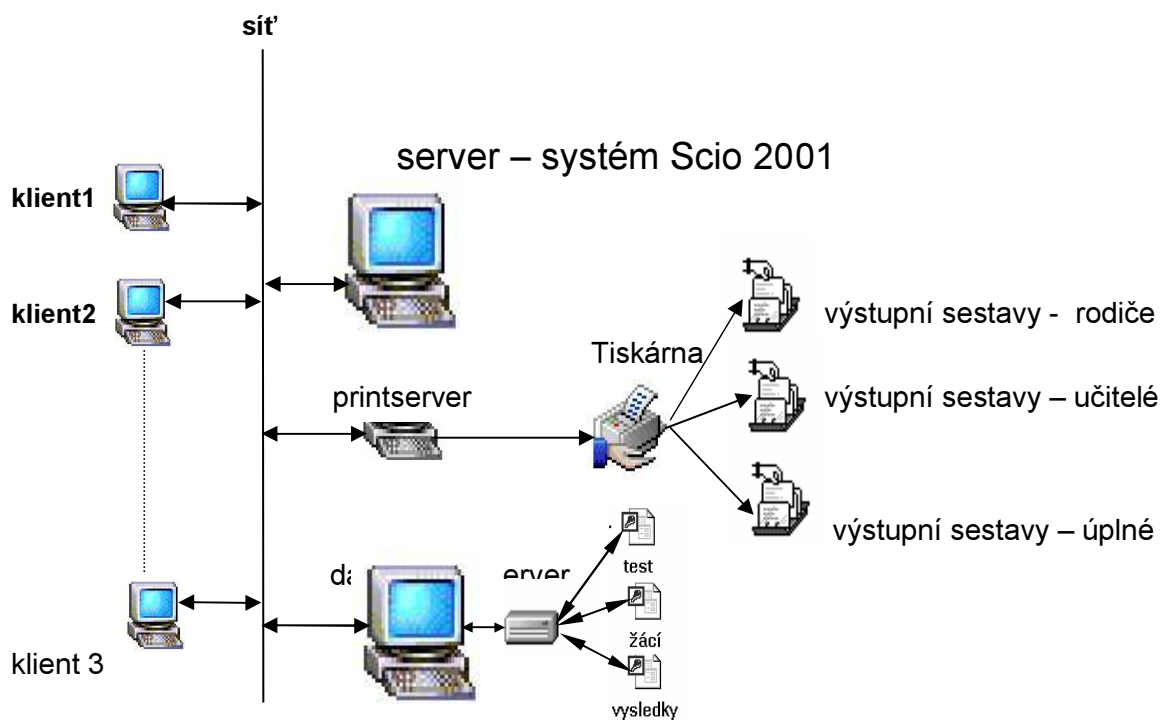 síť
server – systém Scio 2001
klient1
klient2
výstupní sestavy - rodiče
Tiskárna
printserver
výstupní sestavy – učitelé
výstupní sestavy – úplné
test
žácí
klient 3
vysledky